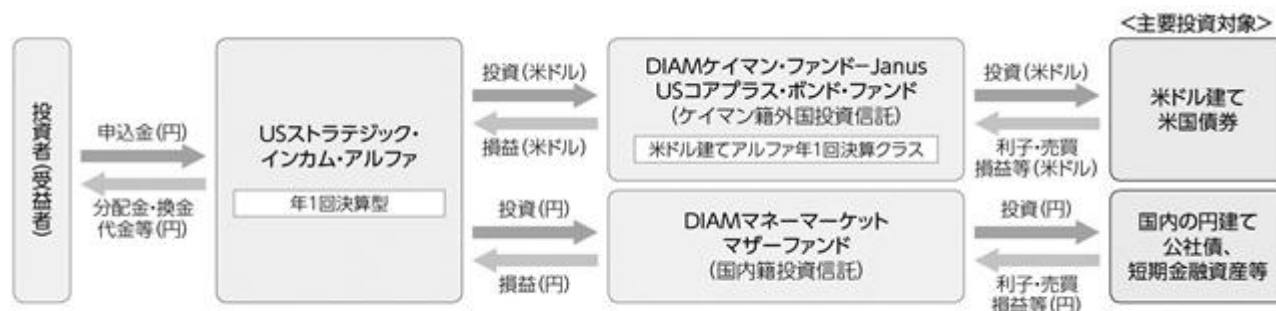 <主要投資対象>
投資者(受益者)
申込金(円)
分配金・換金
代金等(円)
USストラテジック・
インカム・アルファ
年1回決算型
投資(米ドル)
損益(米ドル)
DIAMケイマン・ファンド−Janus
USコアプラス・ボンド・ファンド
(ケイマン籍外国投資信託)
米ドル建てアルファ年1回決算クラス
投資(米ドル)
利子・売買
損益等(米ドル)
米ドル建て
米国債券
投資(円)
損益(円)
DIAMマネーマーケット
マザーファンド
(国内籍投資信託)
投資(円)
利子・売買
損益等(円)
国内の円建て
公社債、
短期金融資産等